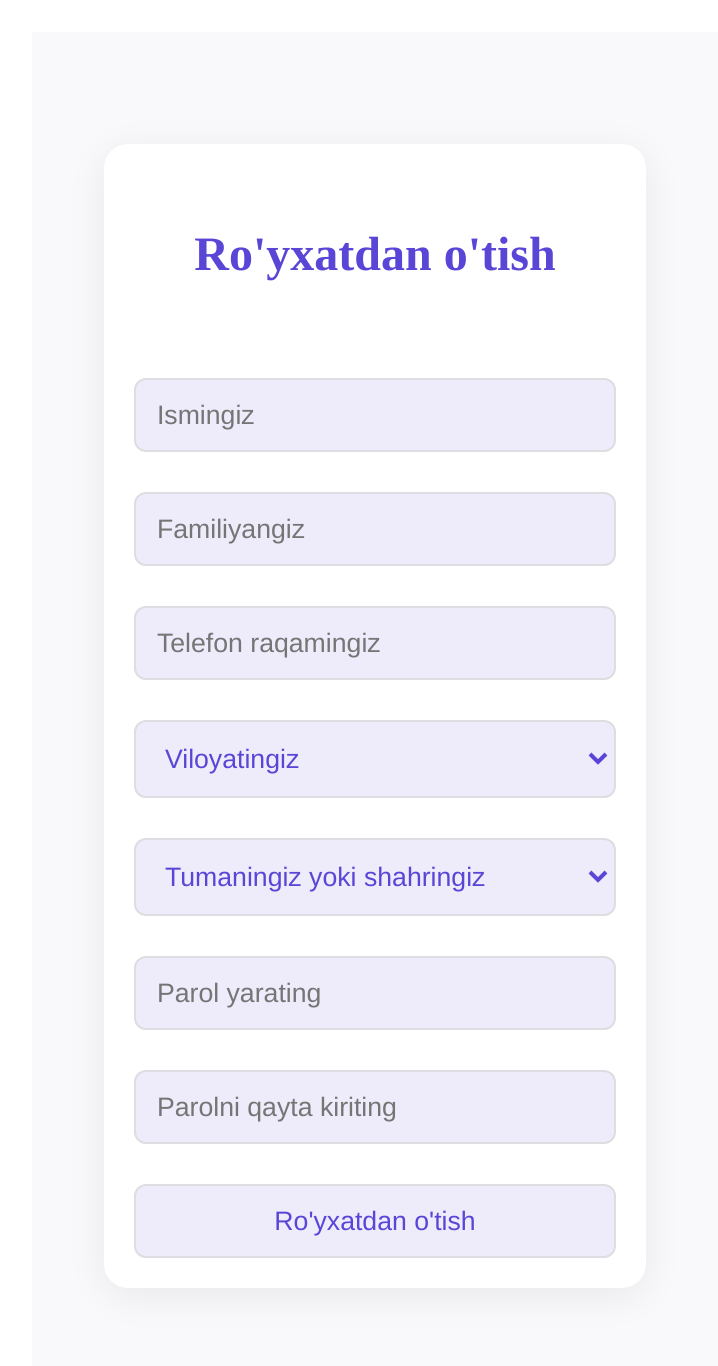 Ro'yxatdan o'tish
Ismingiz
Familiyangiz
Telefon raqamingiz
Viloyatingiz
Tumaningiz yoki shahringiz
Parol yarating
Parolni qayta kiriting
Ro'yxatdan o'tish